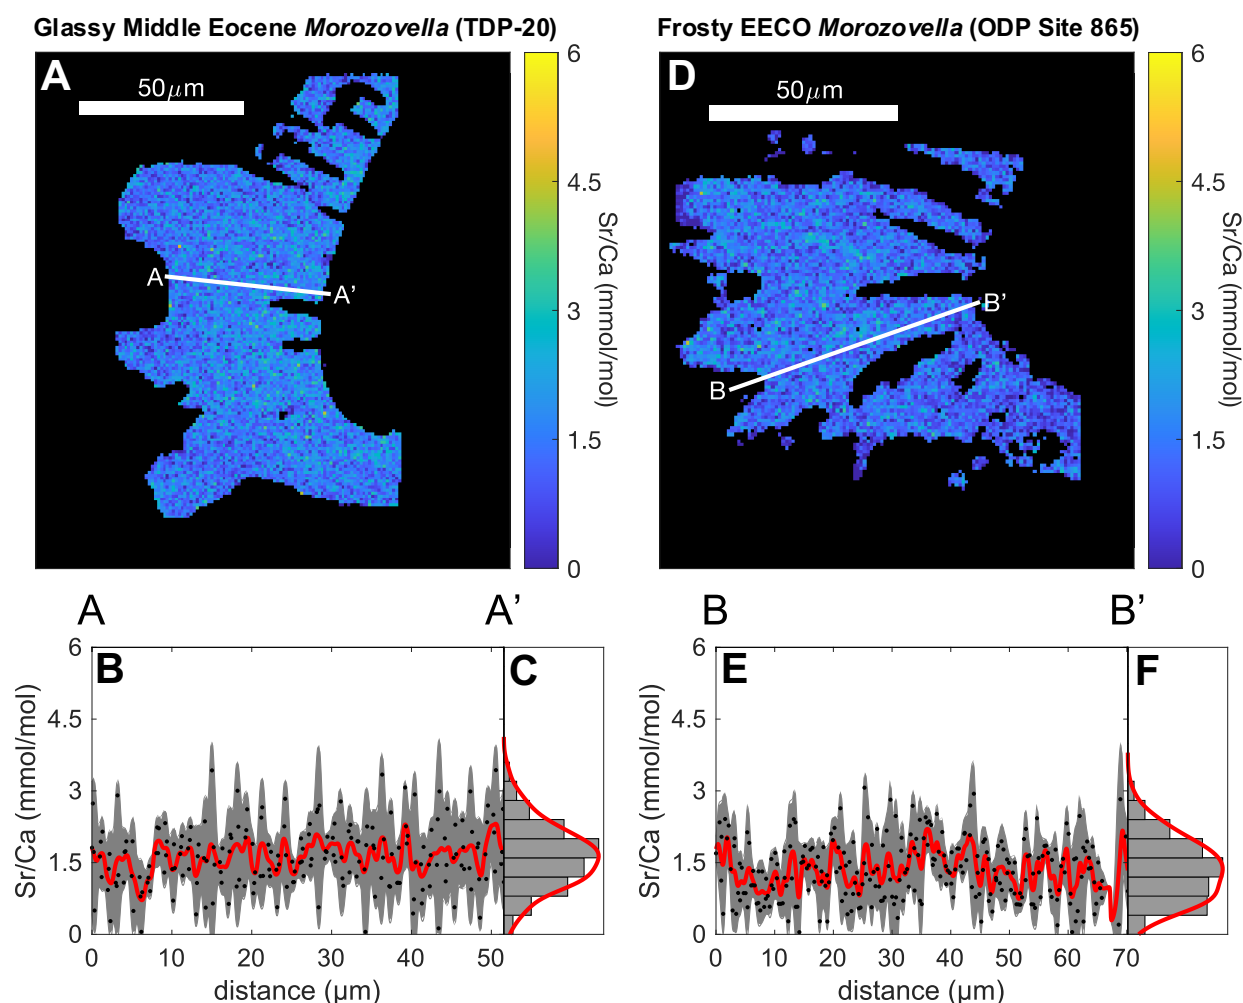 Glassy Middle Eocene Morozovella (TDP-20)
A
50μm
A
A’
6
4.5
3
1.5
0
Sr/Ca (mmol/mol)
Frosty EECO Morozovella (ODP Site 865)
D
50μm
B
B’
6
4.5
3
1.5
0
Sr/Ca (mmol/mol)
A
A’
B
C
6
4.5
3
1.5
0
Sr/Ca (mmol/mol)
0 10 20 30 40 50
distance (μm)
B
B’
E
F
6
4.5
3
1.5
0
Sr/Ca (mmol/mol)
0 10 20 30 40 50 60 70
distance (μm)